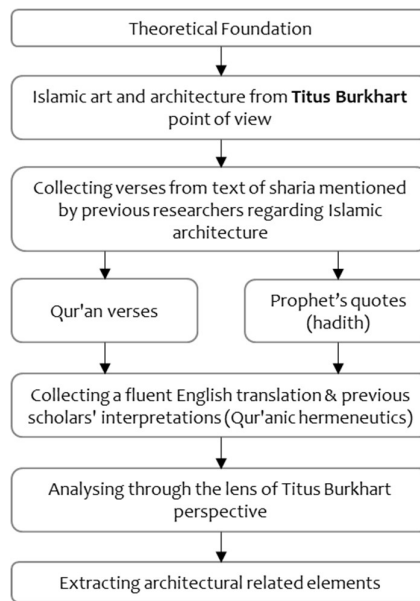 Theoretical Foundation
Islamic art and architecture from Titus Burkhart
point of view
Collecting verses from text of sharia mentioned
by previous researchers regarding Islamic
architecture
Qur'an verses
Prophet's quotes
(hadith)
Collecting a fluent English translation & previous
scholars' interpretations (Qur'anic hermeneutics)
Analysing through the lens of Titus Burkhart
perspective
Extracting architectural related elements